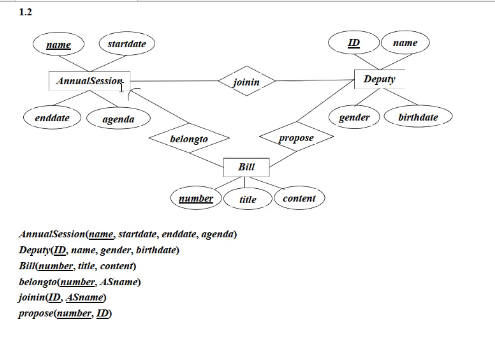 1.2
name
startdate
ID
name
AnnualSession
joinin
Deputy
enddate
agenda
gender
birthdate
belongto
propose
Bill
number
title
content
AnnualSession(name, startdate, enddate, agenda)
Deputy(ID, name, gender, birthdate)
Bill(number, title, content)
belongto(number, ASname)
joinin(ID, ASname)
propose(number, ID)